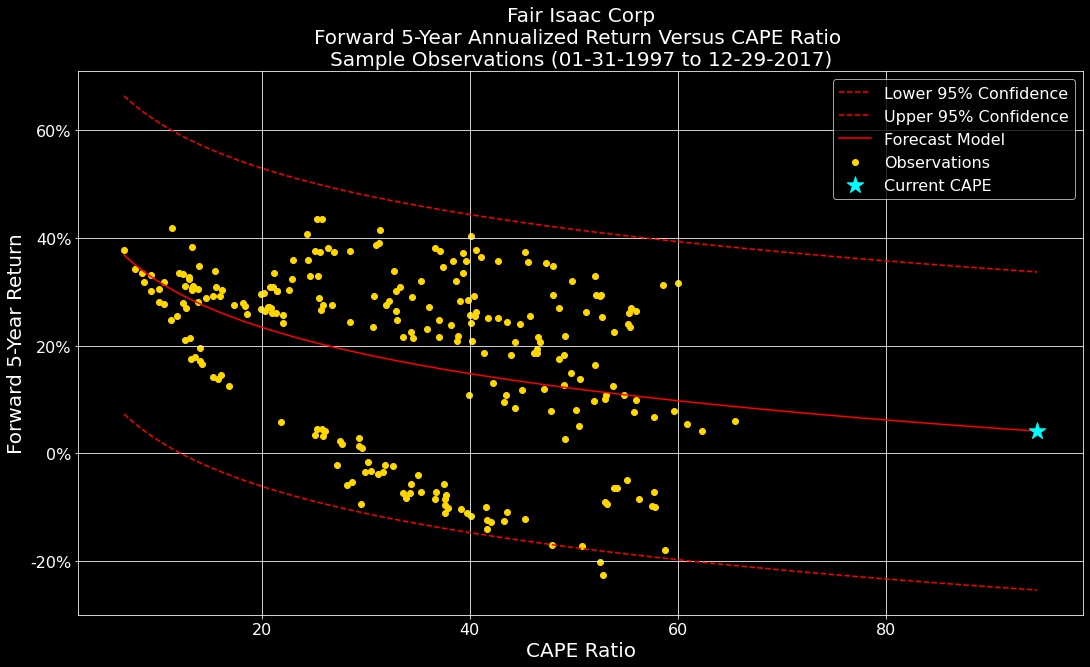 Fair Isaac Corp
Forward 5-Year Annualized Return Versus CAPE Ratio
Sample Observations (01-31-1997 to 12-29-2017)
Lower 95% Confidence
Upper 95% Confidence
Forecast Model
Observations
Current CAPE
Forward 5-Year Return
60%
40%
20%
0%
-20%
20
40
60
80
CAPE Ratio